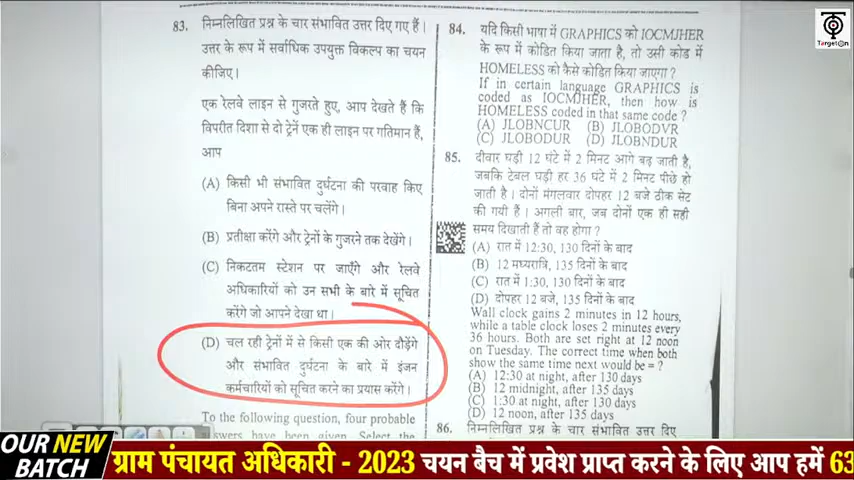 83. निम्नलिखित प्रश्न के चार संभावित उत्तर दिए गए हैं।
उत्तर के रूप में सर्वाधिक उपयुक्त विकल्प का चयन
कीजिए।
एक रेलवे लाइन से गुजरते हुए, आप देखते हैं कि
विपरीत दिशा से दो ट्रेनें एक ही लाइन पर गतिमान हैं,
आप
(A) किसी भी संभावित दुर्घटना की परवाह किए
बिना अपने रास्ते पर चलेंगे।
(B) प्रतीक्षा करेंगे और ट्रेनों के गुजरने तक देखेंगे।
(C) निकटतम स्टेशन पर जाएँगे और रेलवे
अधिकारियों को उन सभी के बारे में सूचित
करेंगे जो आपने देखा था।
(D) चल रही ट्रेनों में से किसी एक की ओर दौड़ेंगे
और संभावित दुर्घटना के बारे में इंजन
कर्मचारियों को सूचित करने का प्रयास करेंगे।
To the following question, four probable
answers have been given. Select the
84. यदि किसी भाषा में GRAPHICS को IOCMJHER
के रूप में कोडित किया जाता है, तो उसी कोड में
HOMELESS को कैसे कोडित किया जाएगा ?
If in certain language GRAPHICS is
coded as IOCMJHER, then how is
HOMELESS coded in that same code ?
(A) JLOBNCUR (B) JLOBODVR
(C) JLOBODUR (D) JLOBNDUR
85. दीवार घड़ी 12 घंटे में 2 मिनट आगे बढ़ जाती है,
जबकि टेबल घड़ी हर 36 घंटे में 2 मिनट पीछे हो
जाती है। दोनों मंगलवार दोपहर 12 बजे ठीक सेट
की गयी हैं। अगली बार, जब दोनों एक ही सही
समय दिखाती हैं तो वह होगा ?
(A) रात में 12:30, 130 दिनों के बाद
(B) 12 मध्यरात्रि, 135 दिनों के बाद
(C) रात में 1:30, 130 दिनों के बाद
(D) दोपहर 12 बजे, 135 दिनों के बाद
Wall clock gains 2 minutes in 12 hours,
while a table clock loses 2 minutes every
36 hours. Both are set right at 12 noon
on Tuesday. The correct time when both
show the same time next would be = ?
(A) 12:30 at night, after 130 days
(B) 12 midnight, after 135 days
(C) 1:30 at night, after 130 days
(D) 12 noon, after 135 days
86. निम्नलिखित प्रश्न के चार संभावित उत्तर दिए
Target@n
OUR NEW
BATCH
ग्राम पंचायत अधिकारी - 2023 चयन बैच में प्रवेश प्राप्त करने के लिए आप हमें 63